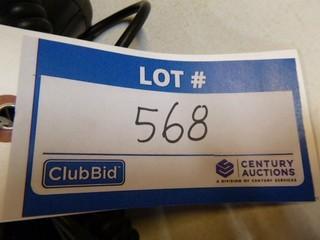 LOT #
568
ClubBid
CENTURY
AUCTIONS
A DIVISION OF CENTURY SERVICES